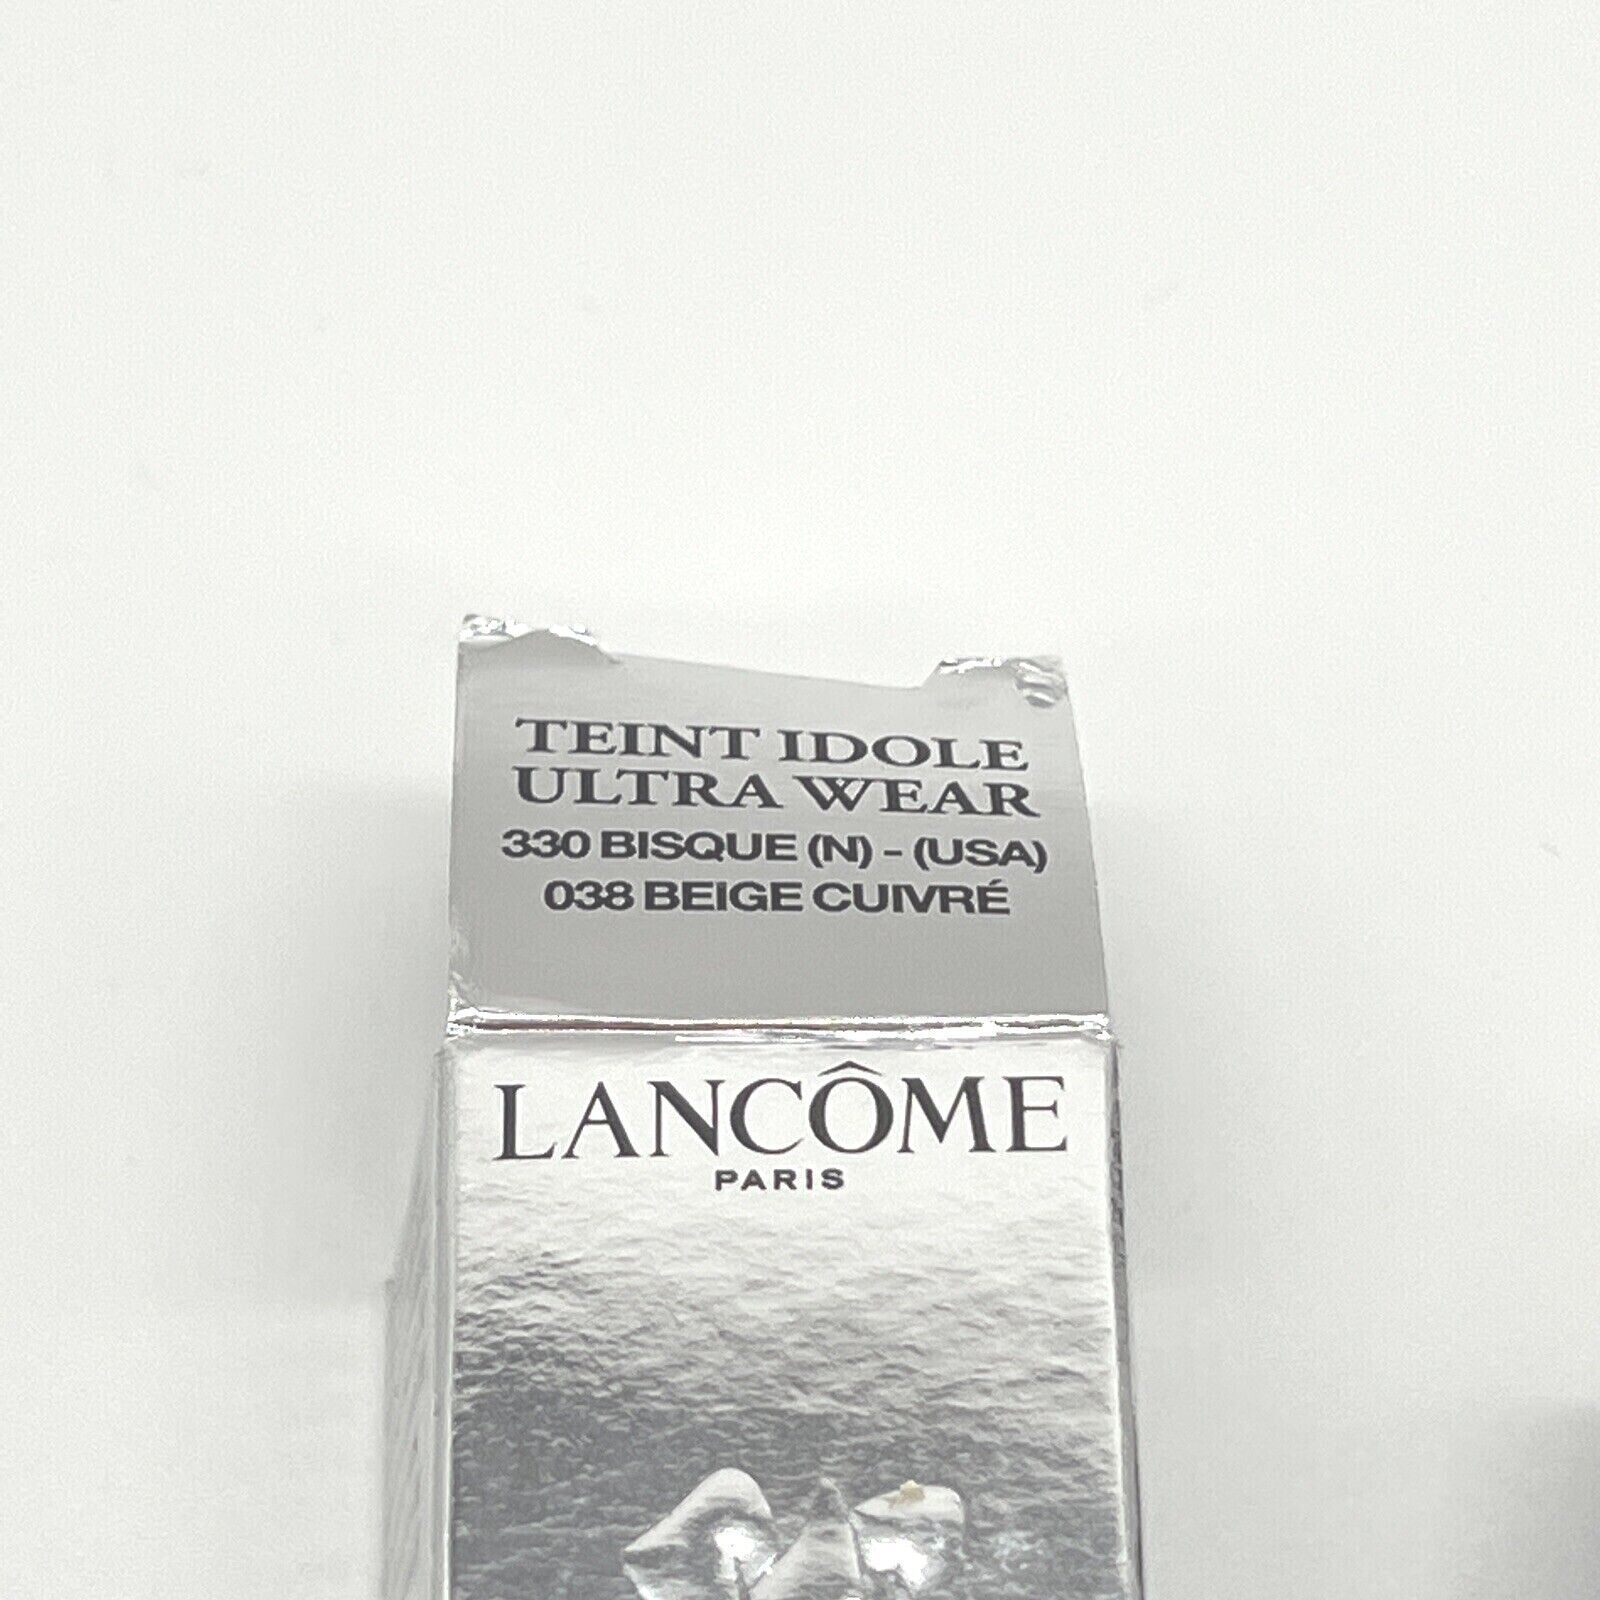 TEINT IDOLE
ULTRA WEAR
330 BISQUE (N) - (USA)
038 BEIGE CUIVRÉ
LANCÔME
PARIS